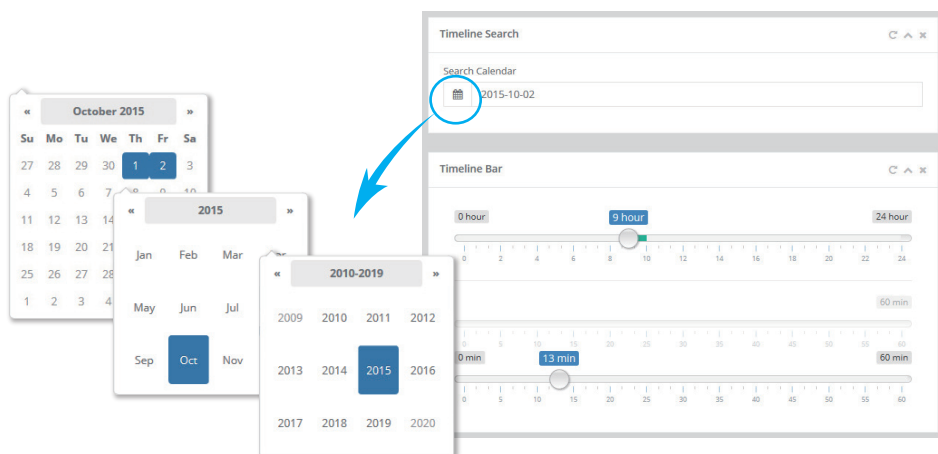 Timeline Search
Search Calendar
2015-10-02
« October 2015 »
Su Mo Tu We Th Fr Sa
27 28 29 30 1 2 3
4 5 6 7 8 9 10
11 12 13 14
18 19 20 21
25 26 27 28
1 2 3 4
« 2015 »
Jan Feb Mar Apr
May Jun Jul
Sep Oct Nov
« 2010-2019 »
2009 2010 2011 2012
2013 2014 2015 2016
2017 2018 2019 2020
Timeline Bar
0 hour 9 hour 24 hour
0 2 4 6 8 10 12 14 16 18 20 22 24
60 min
0 5 10 15 20 25 30 35 40 45 50 55 60
0 min 13 min 60 min
0 5 10 15 20 25 30 35 40 45 50 55 60